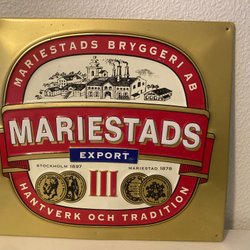 MARIESTADS BRYGGERI AB
MARIESTADS
EXPORT
STOCKHOLM 1897
MARIESTAD 1878
III
HANTVERK OCH TRADITION